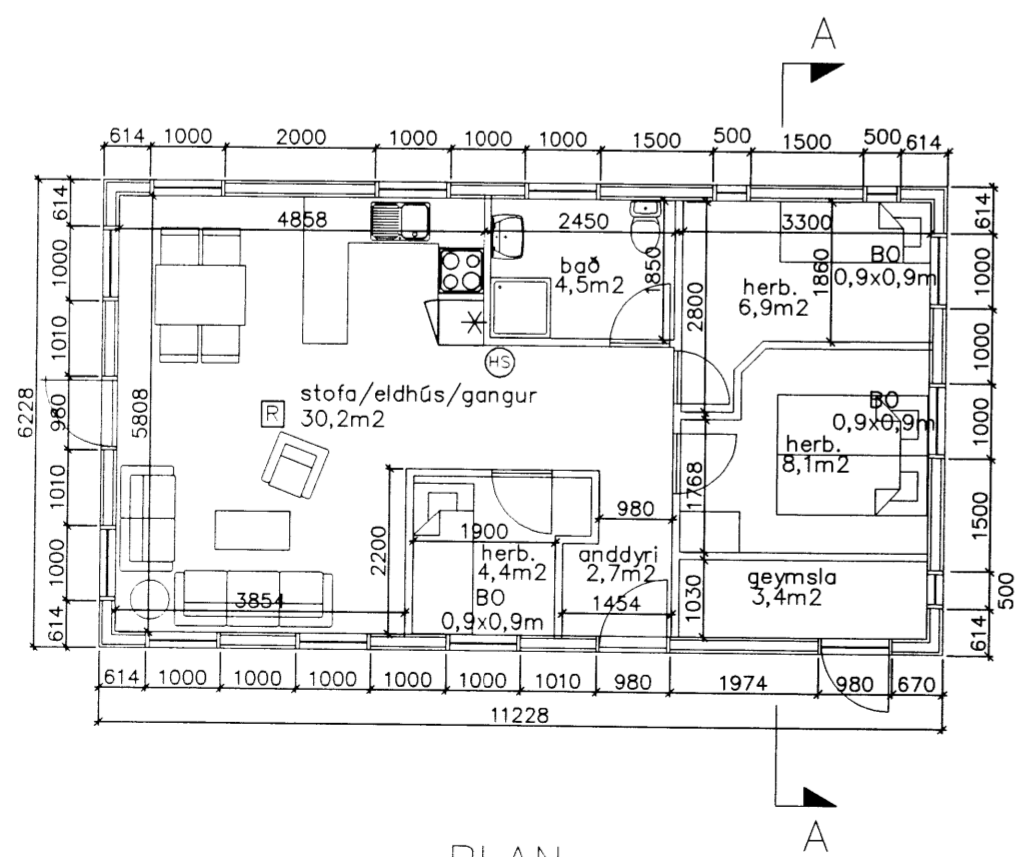 A
614 1000 2000 1000 1000 1000 1500 500 1500 500 614
614 1000 1010 980 1010 1000 614
6228
5808
4858
2450
3300
1850
1860
2800
bað
4,5m2
herb.
6,9m2
BO
0,9x0,9m
HS
R
stofa/eldhús/gangur
30,2m2
BO
0,9x0,9m
herb.
8,1m2
1768
980
2200
1900
herb.
4,4m2
BO
0,9x0,9m
anddyri
2,7m2
1454
1030
geymsla
3,4m2
3854
614 1000 1000 1000 1500 500 614
614 1000 1000 1000 1000 1000 1010 980 1974 980 670
11228
A
PLAN